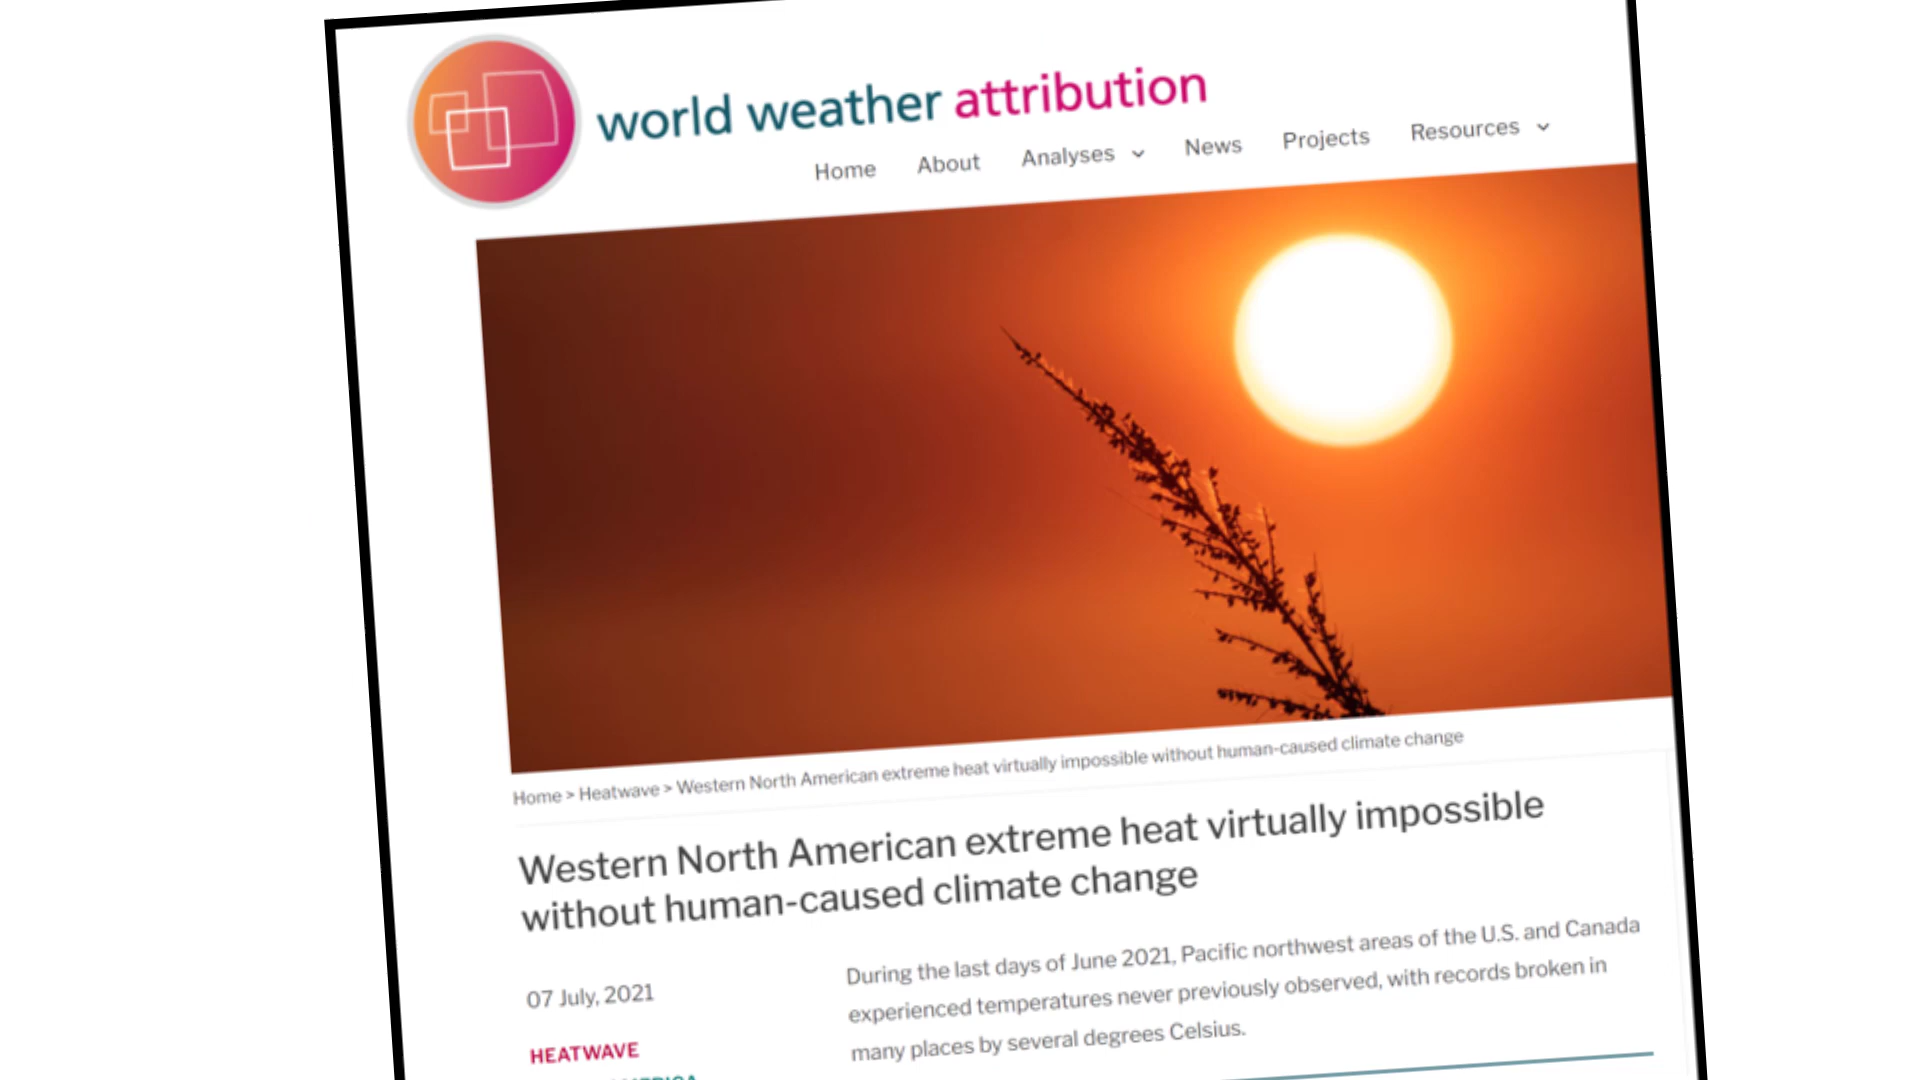 world weather attribution
Home About Analyses News Projects Resources
Home > Heatwave > Western North American extreme heat virtually impossible without human-caused climate change
Western North American extreme heat virtually impossible
without human-caused climate change
07 July, 2021
During the last days of June 2021, Pacific northwest areas of the U.S. and Canada
experienced temperatures never previously observed, with records broken in
many places by several degrees Celsius.
HEATWAVE